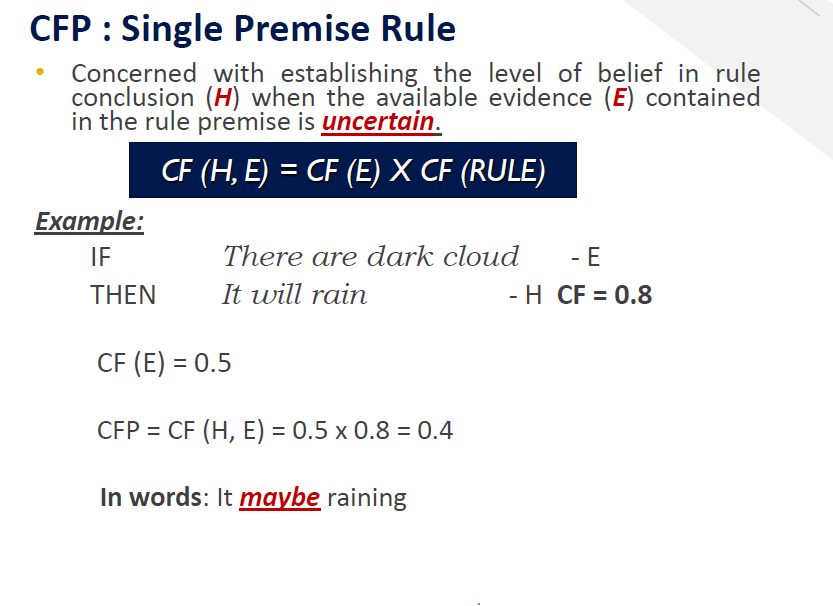 CFP : Single Premise Rule
• Concerned with establishing the level of belief in rule
conclusion (H) when the available evidence (E) contained
in the rule premise is uncertain.
CF (H, E) = CF (E) X CF (RULE)
Example:
IF There are dark cloud - E
THEN It will rain - H CF = 0.8
CF (E) = 0.5
CFP = CF (H, E) = 0.5 x 0.8 = 0.4
In words: It maybe raining